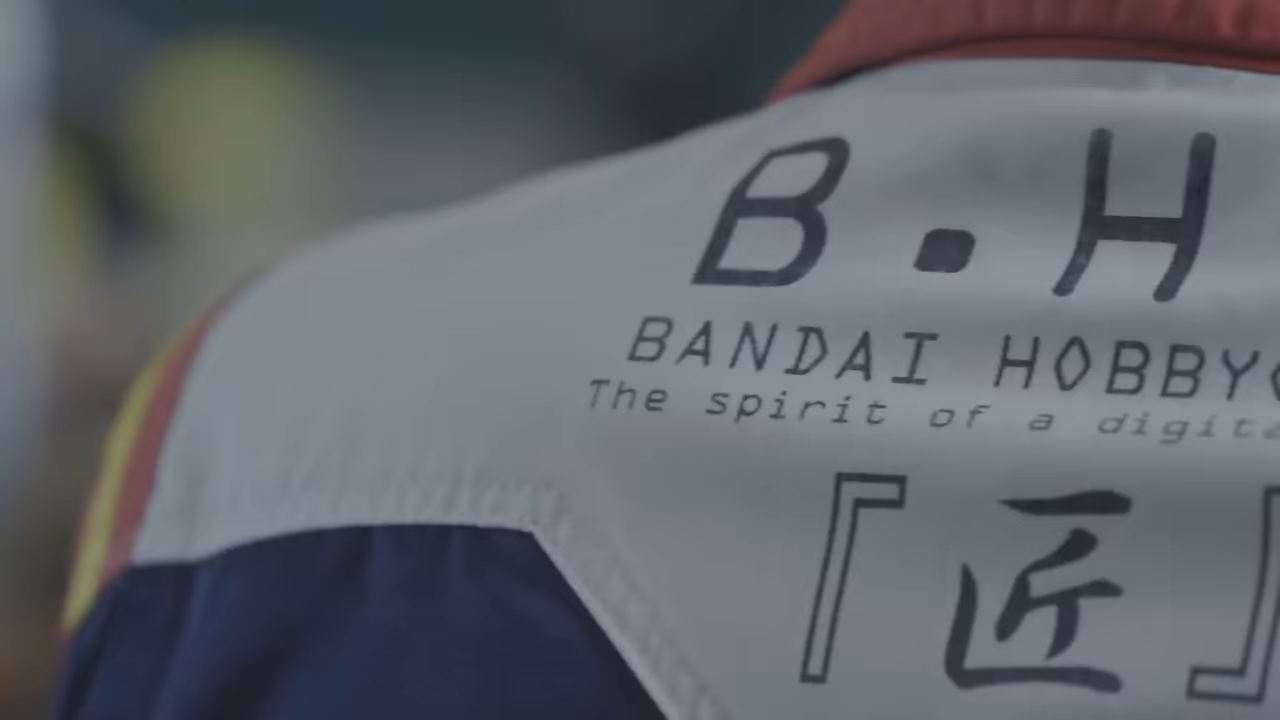 B・H
BANDAI HOBBY
The spirit of a
『匠』